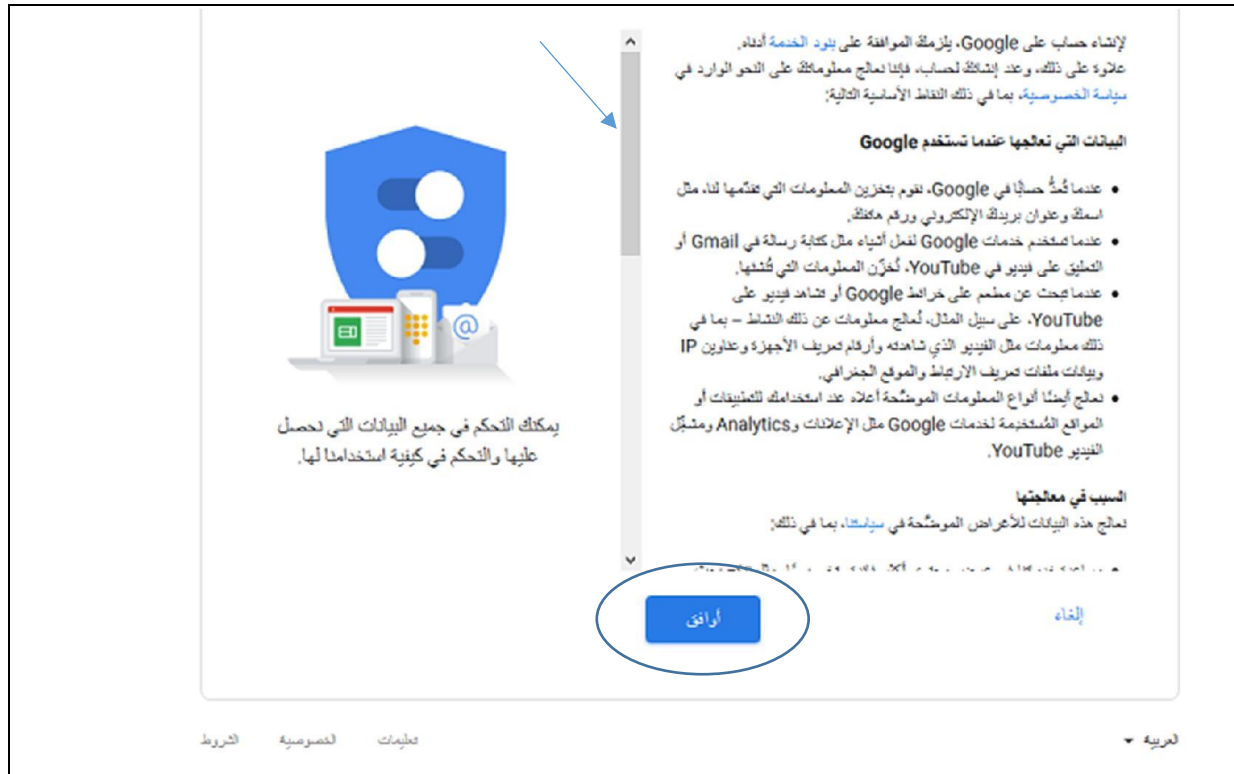 لإنشاء حساب على Google، يلزمك الموافقة على بنود الخدمة أدناه.
علاوة على ذلك، وعند إنشائك لحساب، فإننا نعالج معلوماتك على النحو الوارد في
سياسة الخصوصية، بما في ذلك النقاط الأساسية التالية:
البيانات التي نعالجها عندما تستخدم Google
• عندما تُعدُّ حسابًا في Google، نقوم بتخزين المعلومات التي تقدّمها لنا، مثل
اسمك وعنوان بريدك الإلكتروني ورقم هاتفك.
• عندما تستخدم خدمات Google لفعل أشياء مثل كتابة رسالة في Gmail أو
التعليق على فيديو في YouTube، نُخزّن المعلومات التي تُنشئها.
• عندما تبحث عن مطعم على خرائط Google أو تشاهد فيديو على
YouTube، على سبيل المثال، نُعالج معلومات عن ذلك النشاط – بما في
ذلك معلومات مثل الفيديو الذي شاهدته وأرقام تعريف الأجهزة وعناوين IP
وبيانات ملفات تعريف الارتباط والموقع الجغرافي.
• نعالج أيضًا أنواع المعلومات الموضّحة أعلاه عند استخدامك للتطبيقات أو
المواقع المُستخدِمة لخدمات Google مثل الإعلانات وAnalytics ومشغّل
الفيديو YouTube.
السبب في معالجتها
نعالج هذه البيانات للأغراض الموضّحة في سياستنا، بما في ذلك:
@
يمكنك التحكم في جميع البيانات التي نحصل
عليها والتحكم في كيفية استخدامنا لها.
إلغاء
أوافق
العربية
تعليمات
الخصوصية
الشروط